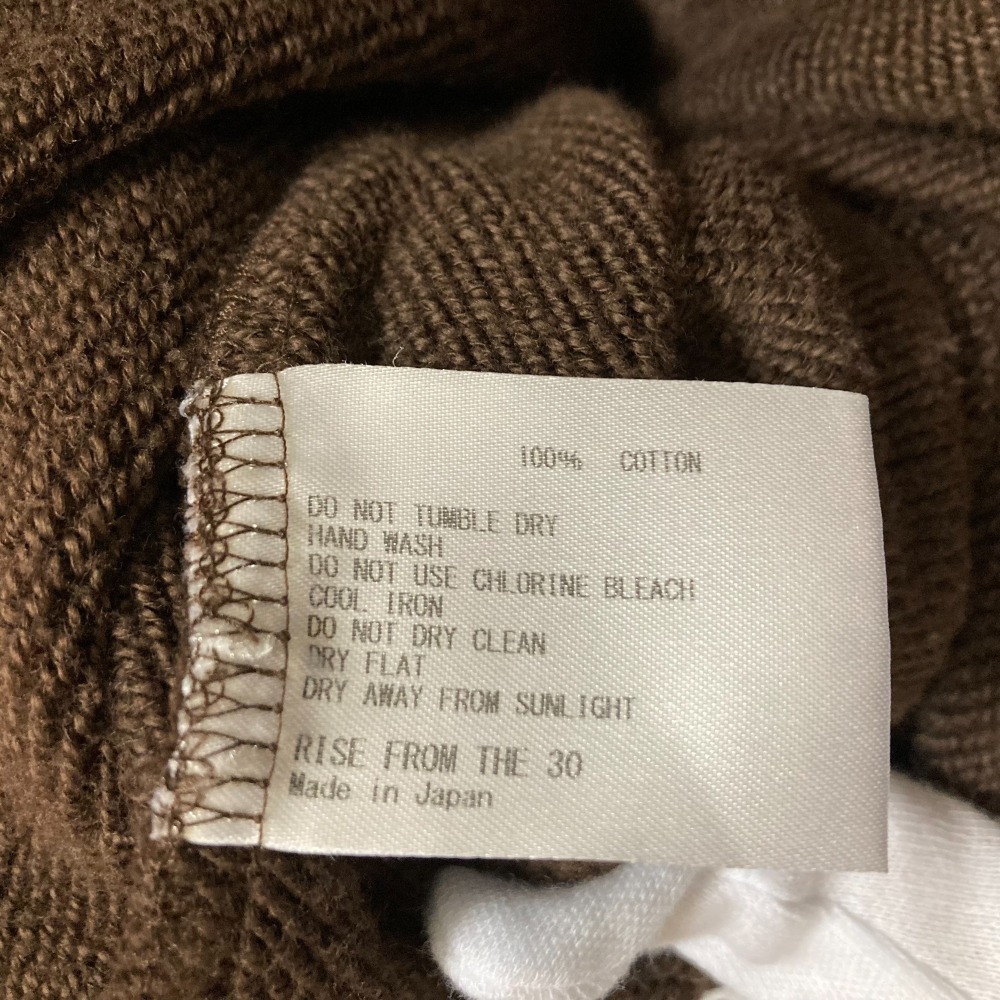 100% COTTON
DO NOT TUMBLE DRY
HAND WASH
DO NOT USE CHLORINE BLEACH
COOL IRON
DO NOT DRY CLEAN
DRY FLAT
DRY AWAY FROM SUNLIGHT
RISE FROM THE 30
Made in Japan